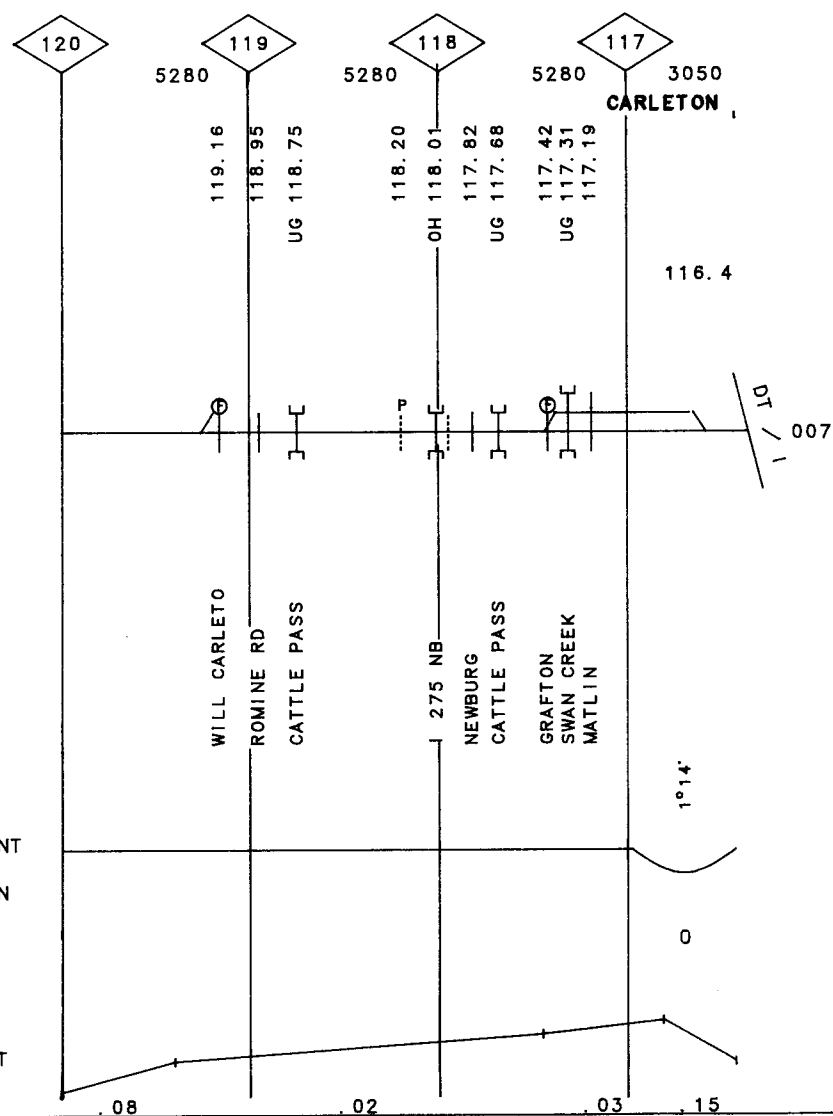 120 119 118 117
5280 5280 5280 3050
CARLETON
119.16
118.95
UG 118.75
118.20
OH 118.01
117.82
UG 117.68
117.42
UG 117.31
117.19
116.4
F P F
DT / I
007
WILL CARLETO
ROMINE RD
CATTLE PASS
I 275 NB
NEWBURG
CATTLE PASS
GRAFTON
SWAN CREEK
MATLIN
1°14'
NT
N
0
T
.08 .02 .03 .15